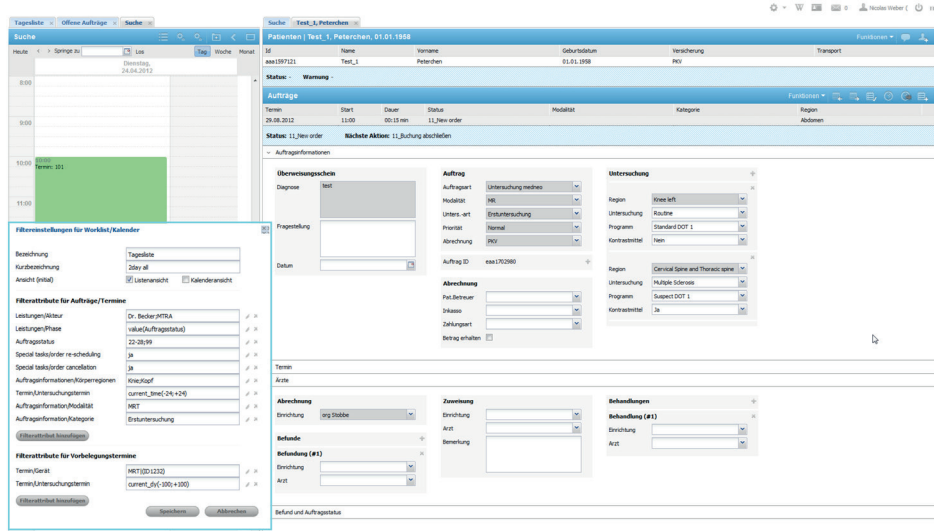 Nicolas Weber (
Tagesliste × Offene Aufträge × Suche ×
Suche
Heute < > Springe zu Los Tag Woche Monat
Dienstag,
24.04.2012
8:00
9:00
10:00 10:00
Termin: 101
11:00
Filtereinstellungen für Worklist/Kalender
Bezeichnung Tagesliste
Kurzbezeichnung 2day all
Ansicht (initial) Listenansicht Kalenderansicht
Filterattribute für Aufträge/Termine
Leistungen/Akteur Dr. Becker;MTRA
Leistungen/Phase value(Auftragsstatus)
Auftragsstatus 22-28;99
Special tasks/order re-scheduling ja
Special tasks/order cancellation ja
Auftragsinformationen/Körperregionen Knie;Kopf
Termin/Untersuchungstermin current_time(-24;+24)
Auftragsinformation/Modalität MRT
Auftragsinformation/Kategorie Erstuntersuchung
Filterattribut hinzufügen
Filterattribute für Vorbelegungstermine
Termin/Gerät MRT|(ID1232)
Termin/Untersuchungstermin current_dy(-100;+100)
Filterattribut hinzufügen
Speichern Abbrechen
Suche Test_1, Peterchen ×
Patienten | Test_1, Peterchen, 01.01.1958 Funktionen
Id Name Vorname Geburtsdatum Versicherung Transport
aaa1597121 Test_1 Peterchen 01.01.1958 PKV
Status: - Warnung -
Aufträge Funktionen
Termin Start Dauer Status Modalität Kategorie Region
29.08.2012 11:00 00:15 min 11_New order Abdomen
Status: 11_New order Nächste Aktion: 11_Buchung abschließen
Auftragsinformationen
Überweisungsschein
Diagnose test
Fragestellung
Datum
Auftrag
Auftragsart Untersuchung medneo
Modalität MR
Unters.-art Erstuntersuchung
Priorität Normal
Abrechnung PKV
Auftrag ID eaa1702980 +
Abrechnung
Pat.Betreuer
Inkasso
Zahlungsart
Betrag erhalten
Untersuchung +
×
Region Knee left
Untersuchung Routine
Programm Standard DOT 1
Kontrastmittel Nein
×
Region Cervical Spine and Thoracic spine
Untersuchung Multiple Sclerosis
Programm Suspect DOT 1
Kontrastmittel Ja
Termin
Ärzte
Abrechnung
Einrichtung org Stobbe
Befunde +
Befundung (#1) ×
Einrichtung
Arzt
Zuweisung
Einrichtung
Arzt
Bemerkung
Behandlungen +
Behandlung (#1)
Einrichtung
Arzt
Befund und Auftragsstatus